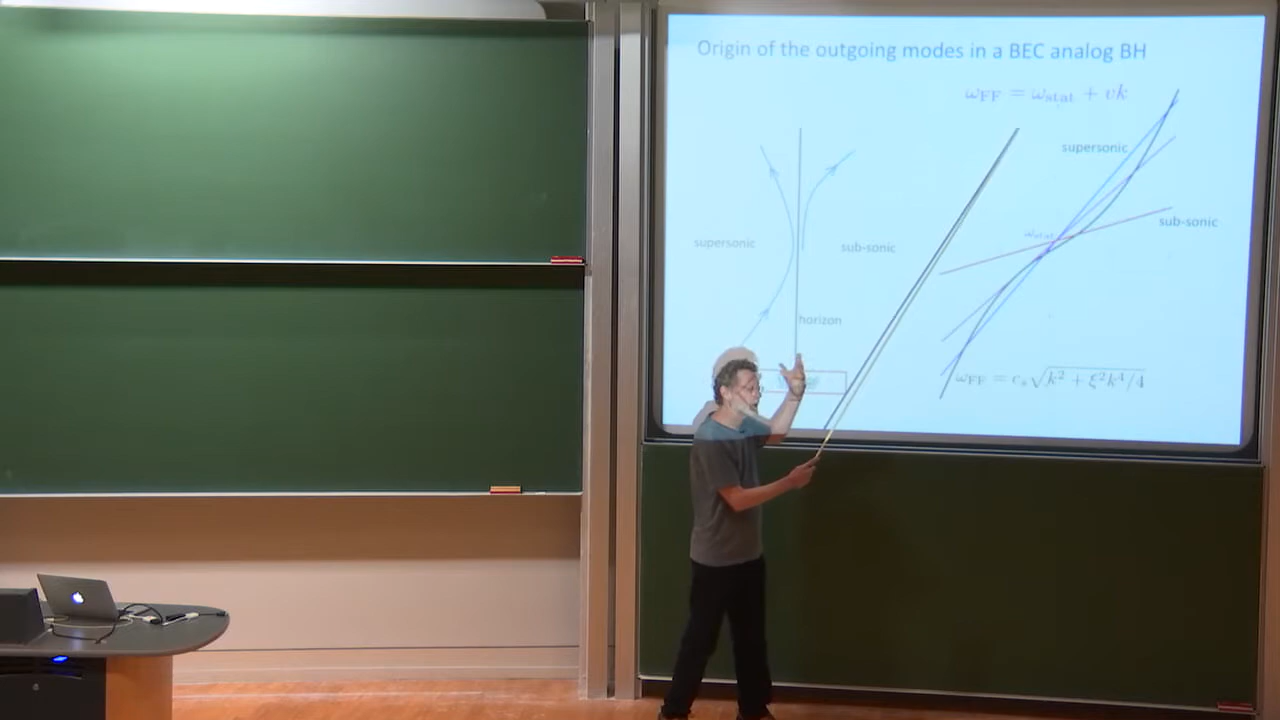 Origin of the outgoing modes in a BEC analog BH
ω_FF = ω_stat + vk
supersonic
sub-sonic
ω_stat
supersonic
sub-sonic
horizon
ω_FF = c_s√(k² + ξ²k⁴/4)